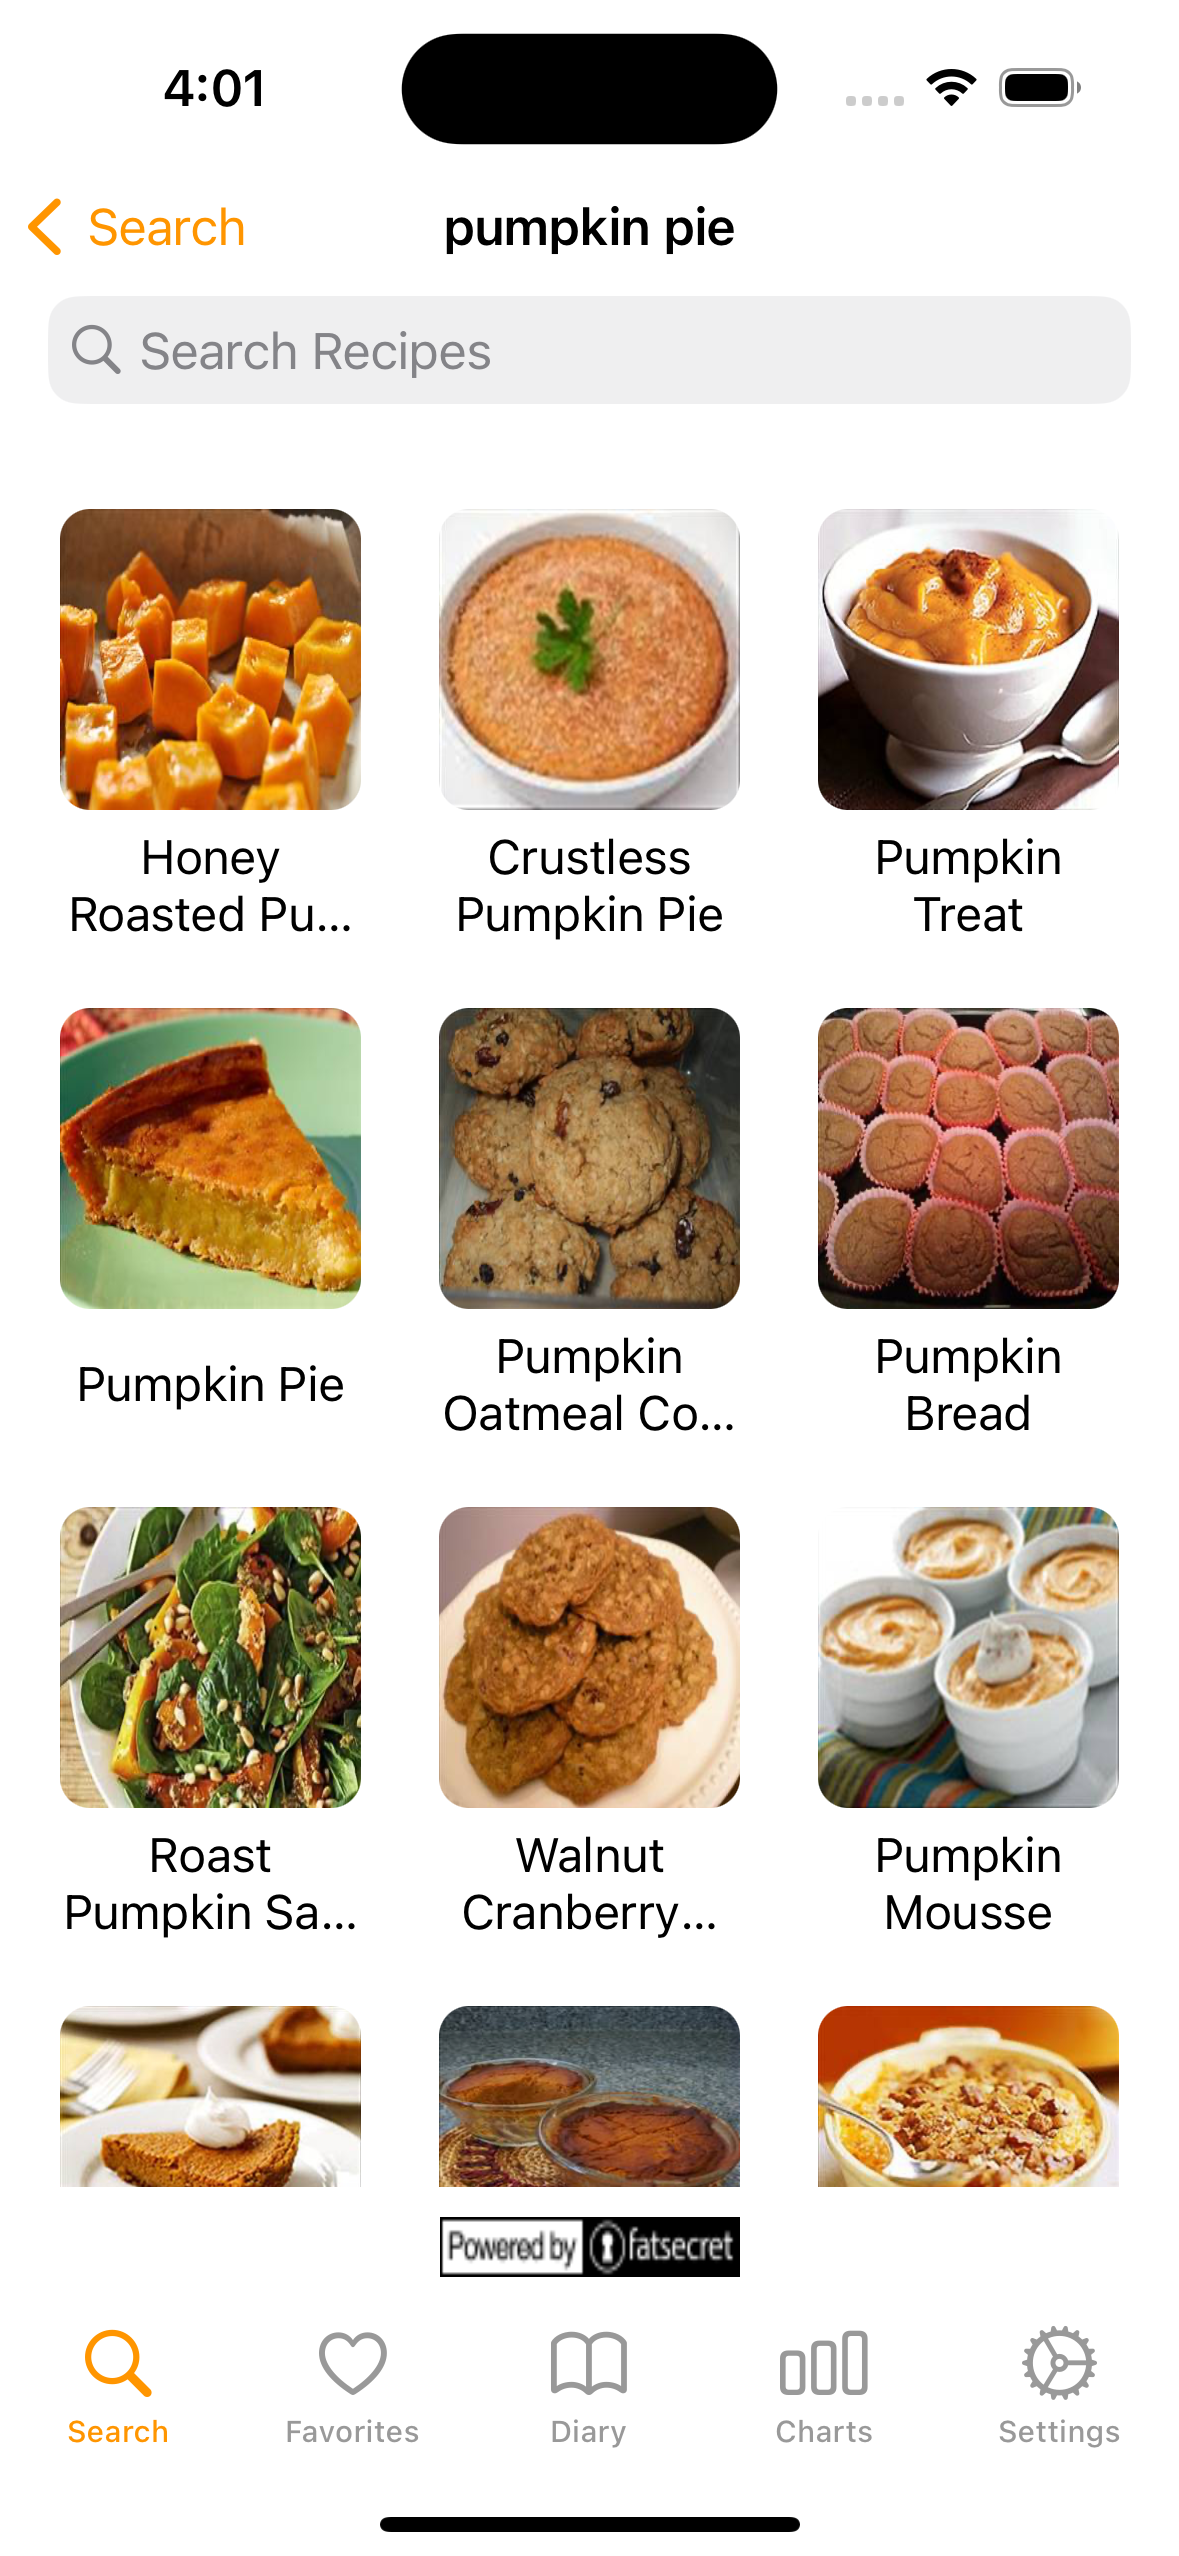 4:01
Search
pumpkin pie
Search Recipes
Honey
Roasted Pu...
Crustless
Pumpkin Pie
Pumpkin
Treat
Pumpkin Pie
Pumpkin
Oatmeal Co...
Pumpkin
Bread
Roast
Pumpkin Sa...
Walnut
Cranberry...
Pumpkin
Mousse
Powered by fatsecret
Search
Favorites
Diary
Charts
Settings